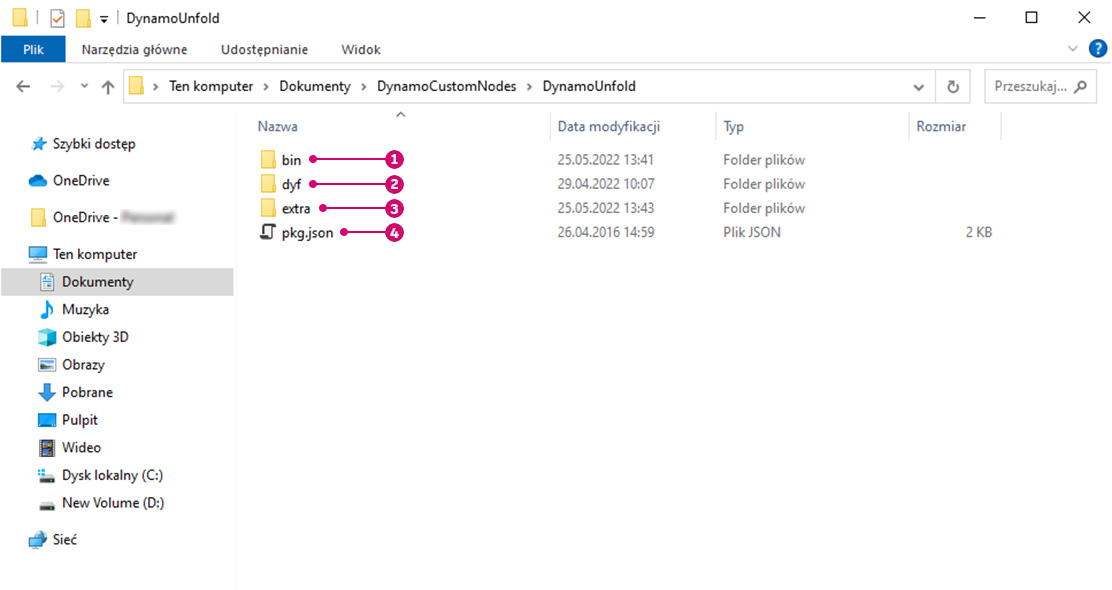 DynamoUnfold
Plik Narzędzia główne Udostępnianie Widok ?
Ten komputer > Dokumenty > DynamoCustomNodes > DynamoUnfold Przeszukaj...
Nazwa Data modyfikacji Typ Rozmiar
bin 1 25.05.2022 13:41 Folder plików
dyf 2 29.04.2022 10:07 Folder plików
extra 3 25.05.2022 13:43 Folder plików
pkg.json 4 26.04.2016 14:59 Plik JSON 2 KB
Szybki dostęp
OneDrive
OneDrive -
Ten komputer
Dokumenty
Muzyka
Obiekty 3D
Obrazy
Pobrane
Pulpit
Wideo
Dysk lokalny (C:)
New Volume (D:)
Sieć